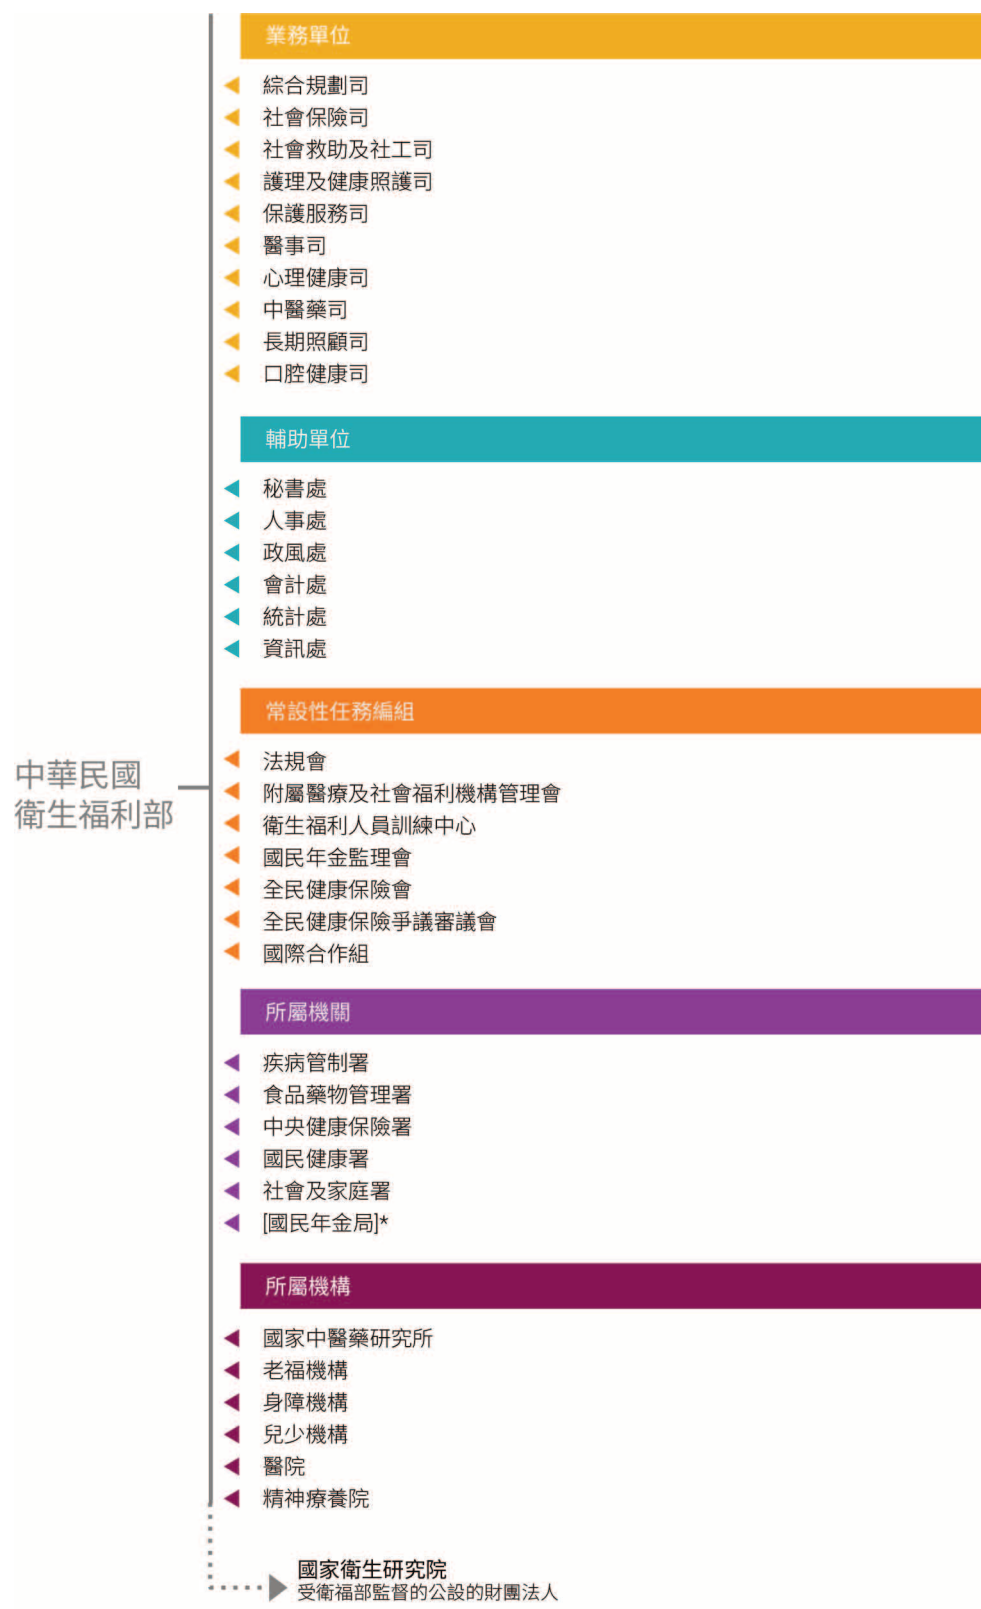 業務單位
綜合規劃司
社會保險司
社會救助及社工司
護理及健康照護司
保護服務司
醫事司
心理健康司
中醫藥司
長期照顧司
口腔健康司
輔助單位
秘書處
人事處
政風處
會計處
統計處
資訊處
常設性任務編組
中華民國
衛生福利部
法規會
附屬醫療及社會福利機構管理會
衛生福利人員訓練中心
國民年金監理會
全民健康保險會
全民健康保險爭議審議會
國際合作組
所屬機關
疾病管制署
食品藥物管理署
中央健康保險署
國民健康署
社會及家庭署
[國民年金局]*
所屬機構
國家中醫藥研究所
老福機構
身障機構
兒少機構
醫院
精神療養院
國家衛生研究院
受衛福部監督的公設的財團法人